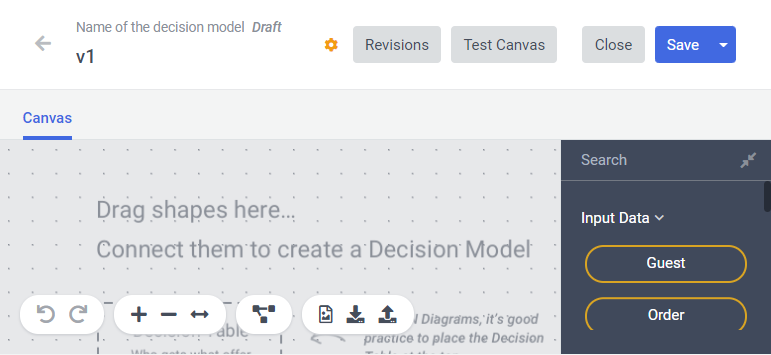 Name of the decision model Draft
v1
Revisions
Test Canvas
Close
Save
Canvas
Search
Drag shapes here...
Connect them to create a Decision Model
Input Data
Guest
Order
Decision Table
Who gets what offer
l Diagrams, it's good
practice to place the Decision
Table at the top